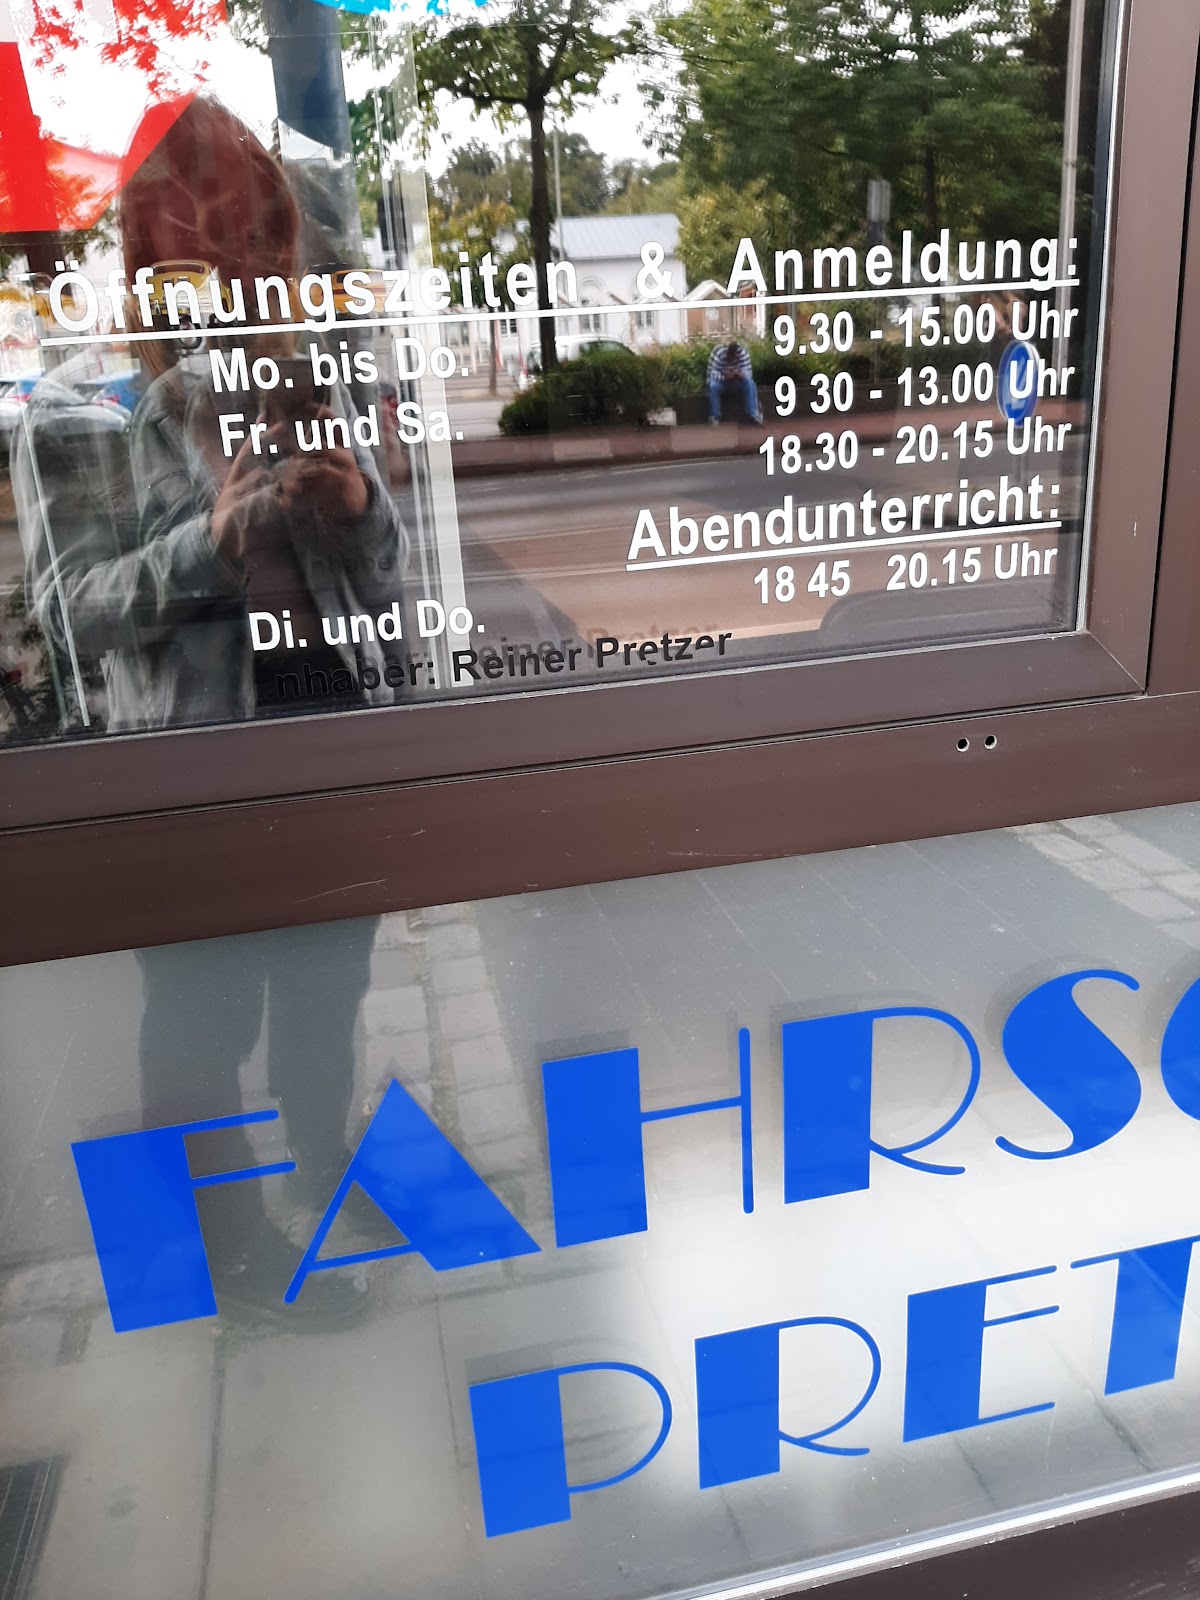 Öffnungszeiten & Anmeldung:
Mo. bis Do. 9.30 - 15.00 Uhr
Fr. und Sa. 9 30 - 13.00 Uhr
18.30 - 20.15 Uhr
Abendunterricht:
Di. und Do. 18 45 20.15 Uhr
nhaber: Reiner Pretzer
FAHRSC
PRET